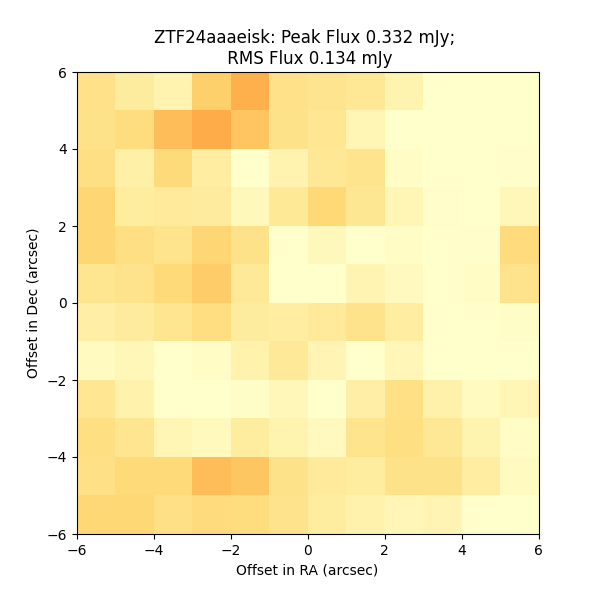 ZTF24aaaeisk: Peak Flux 0.332 mJy;
RMS Flux 0.134 mJy
6
4
2
0
−2
−4
−6
Offset in Dec (arcsec)
−6 −4 −2 0 2 4 6
Offset in RA (arcsec)